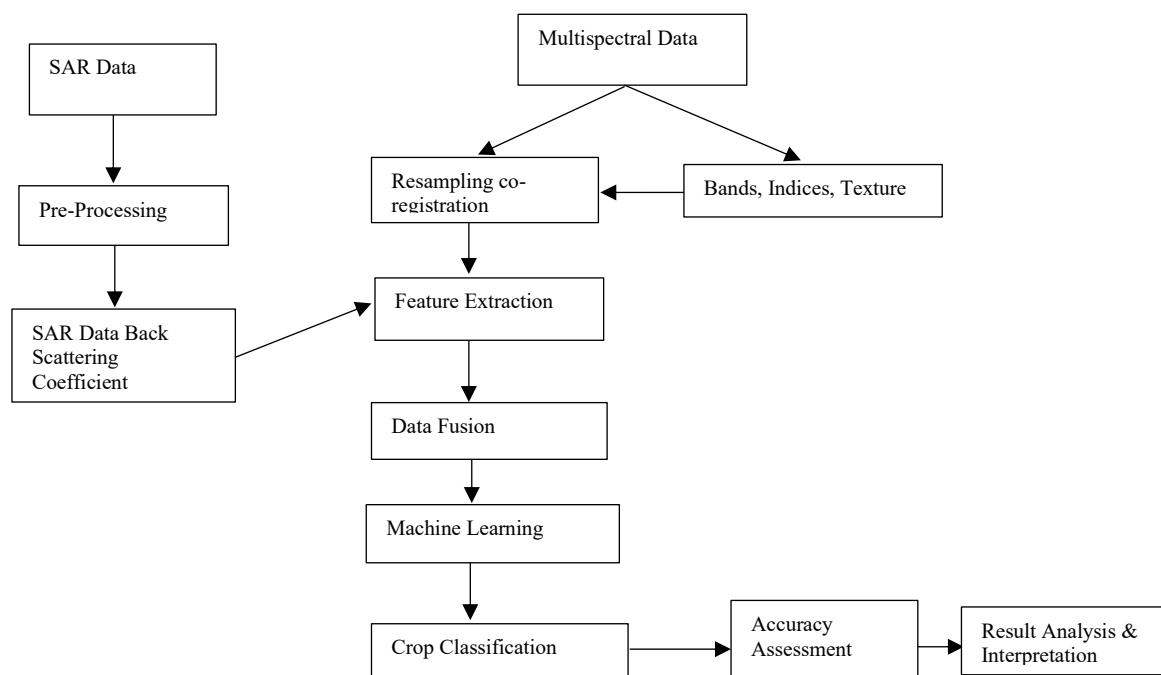 Multispectral Data
SAR Data
Resampling co-
registration
Bands, Indices, Texture
Pre-Processing
Feature Extraction
SAR Data Back
Scattering
Coefficient
Data Fusion
Machine Learning
Crop Classification
Accuracy
Assessment
Result Analysis &
Interpretation